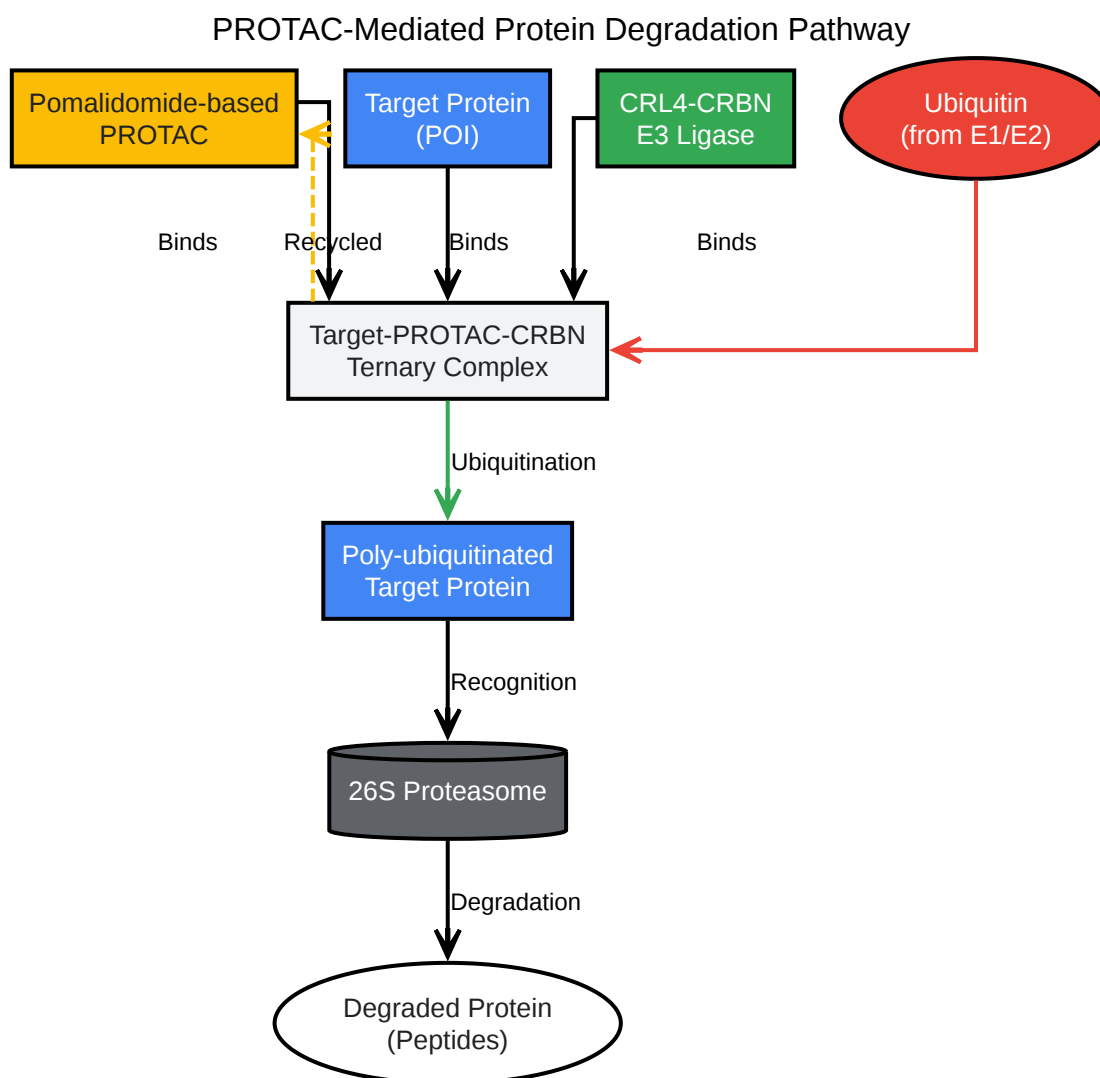 PROTAC-Mediated Protein Degradation Pathway
Pomalidomide-based
PROTAC
Target Protein
(POI)
CRL4-CRBN
E3 Ligase
Ubiquitin
(from E1/E2)
Binds
Recycled
Binds
Binds
Target-PROTAC-CRBN
Ternary Complex
Ubiquitination
Poly-ubiquitinated
Target Protein
Recognition
26S Proteasome
Degradation
Degraded Protein
(Peptides)